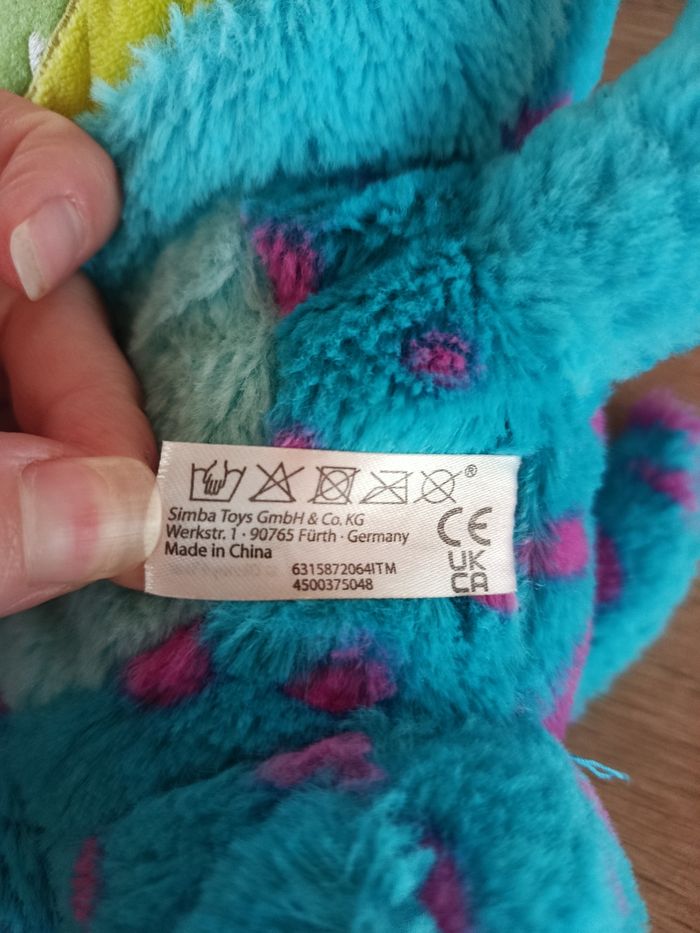 ®
Simba Toys GmbH & Co. KG
Werkstr. 1 · 90765 Fürth · Germany
Made in China
6315872064ITM
4500375048
CE
UK
CA